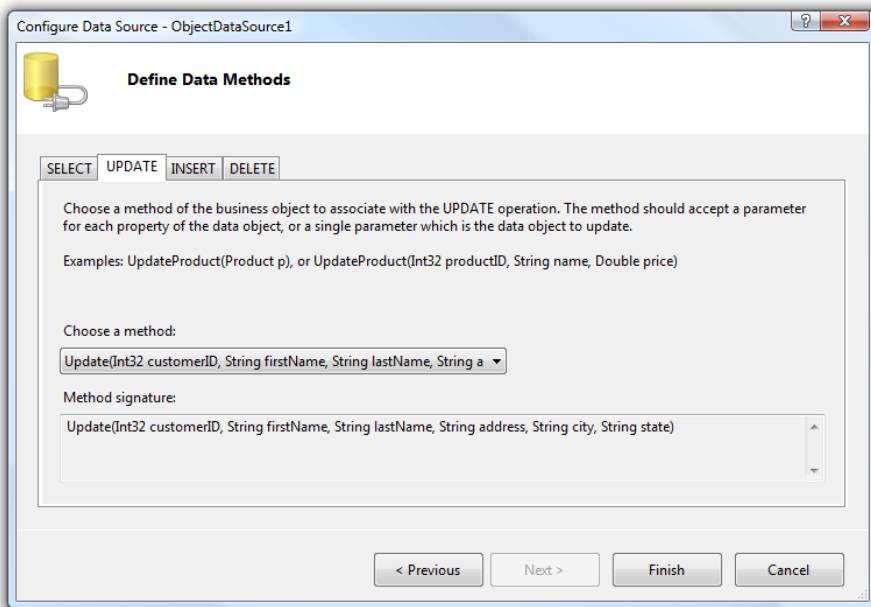 Configure Data Source - ObjectDataSource1
?
Define Data Methods
SELECT UPDATE INSERT DELETE
Choose a method of the business object to associate with the UPDATE operation. The method should accept a parameter
for each property of the data object, or a single parameter which is the data object to update.
Examples: UpdateProduct(Product p), or UpdateProduct(Int32 productID, String name, Double price)
Choose a method:
Update(Int32 customerID, String firstName, String lastName, String a
Method signature:
Update(Int32 customerID, String firstName, String lastName, String address, String city, String state)
< Previous Next > Finish Cancel